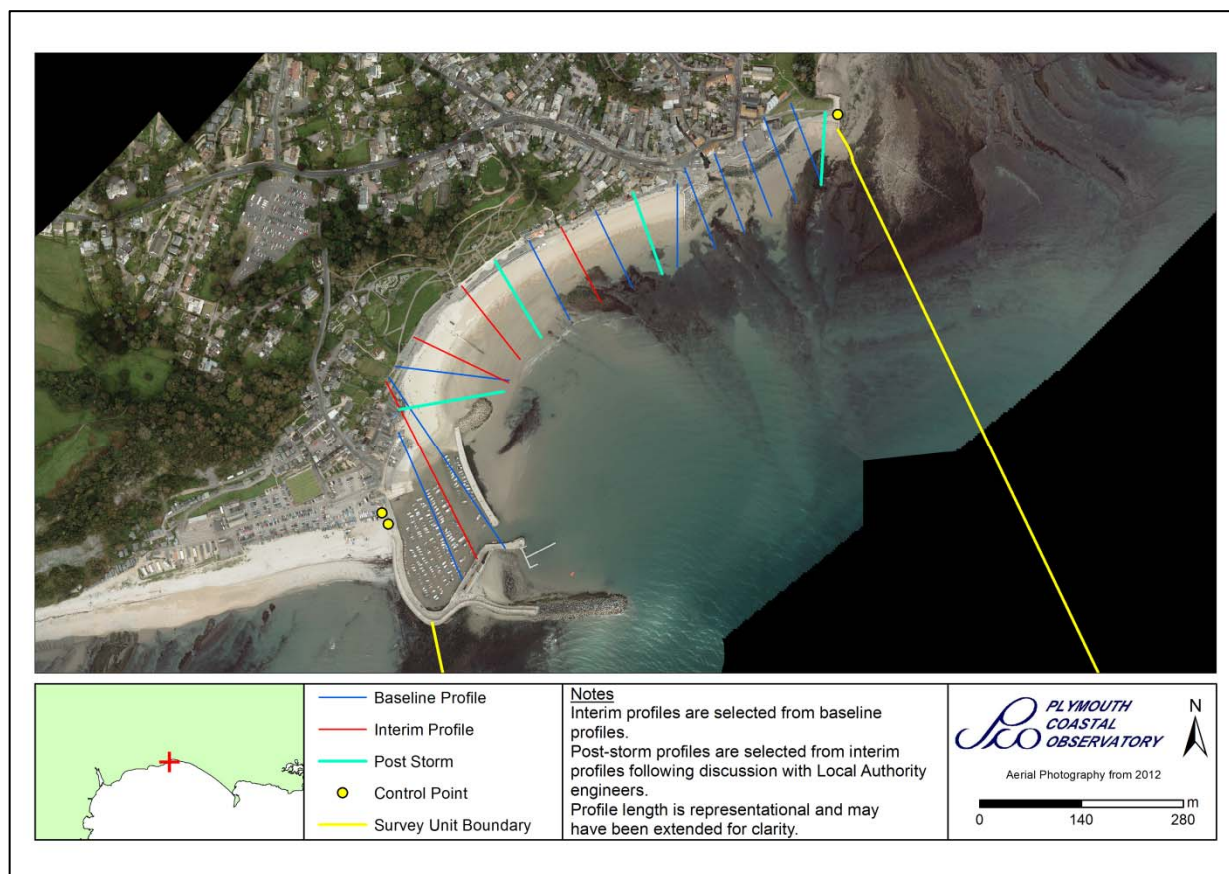 Baseline Profile
Interim Profile
Post Storm
Control Point
Survey Unit Boundary
Notes
Interim profiles are selected from baseline
profiles.
Post-storm profiles are selected from interim
profiles following discussion with Local Authority
engineers.
Profile length is representational and may
have been extended for clarity.
PCO
PLYMOUTH
COASTAL
OBSERVATORY
N
Aerial Photography from 2012
m
0 140 280